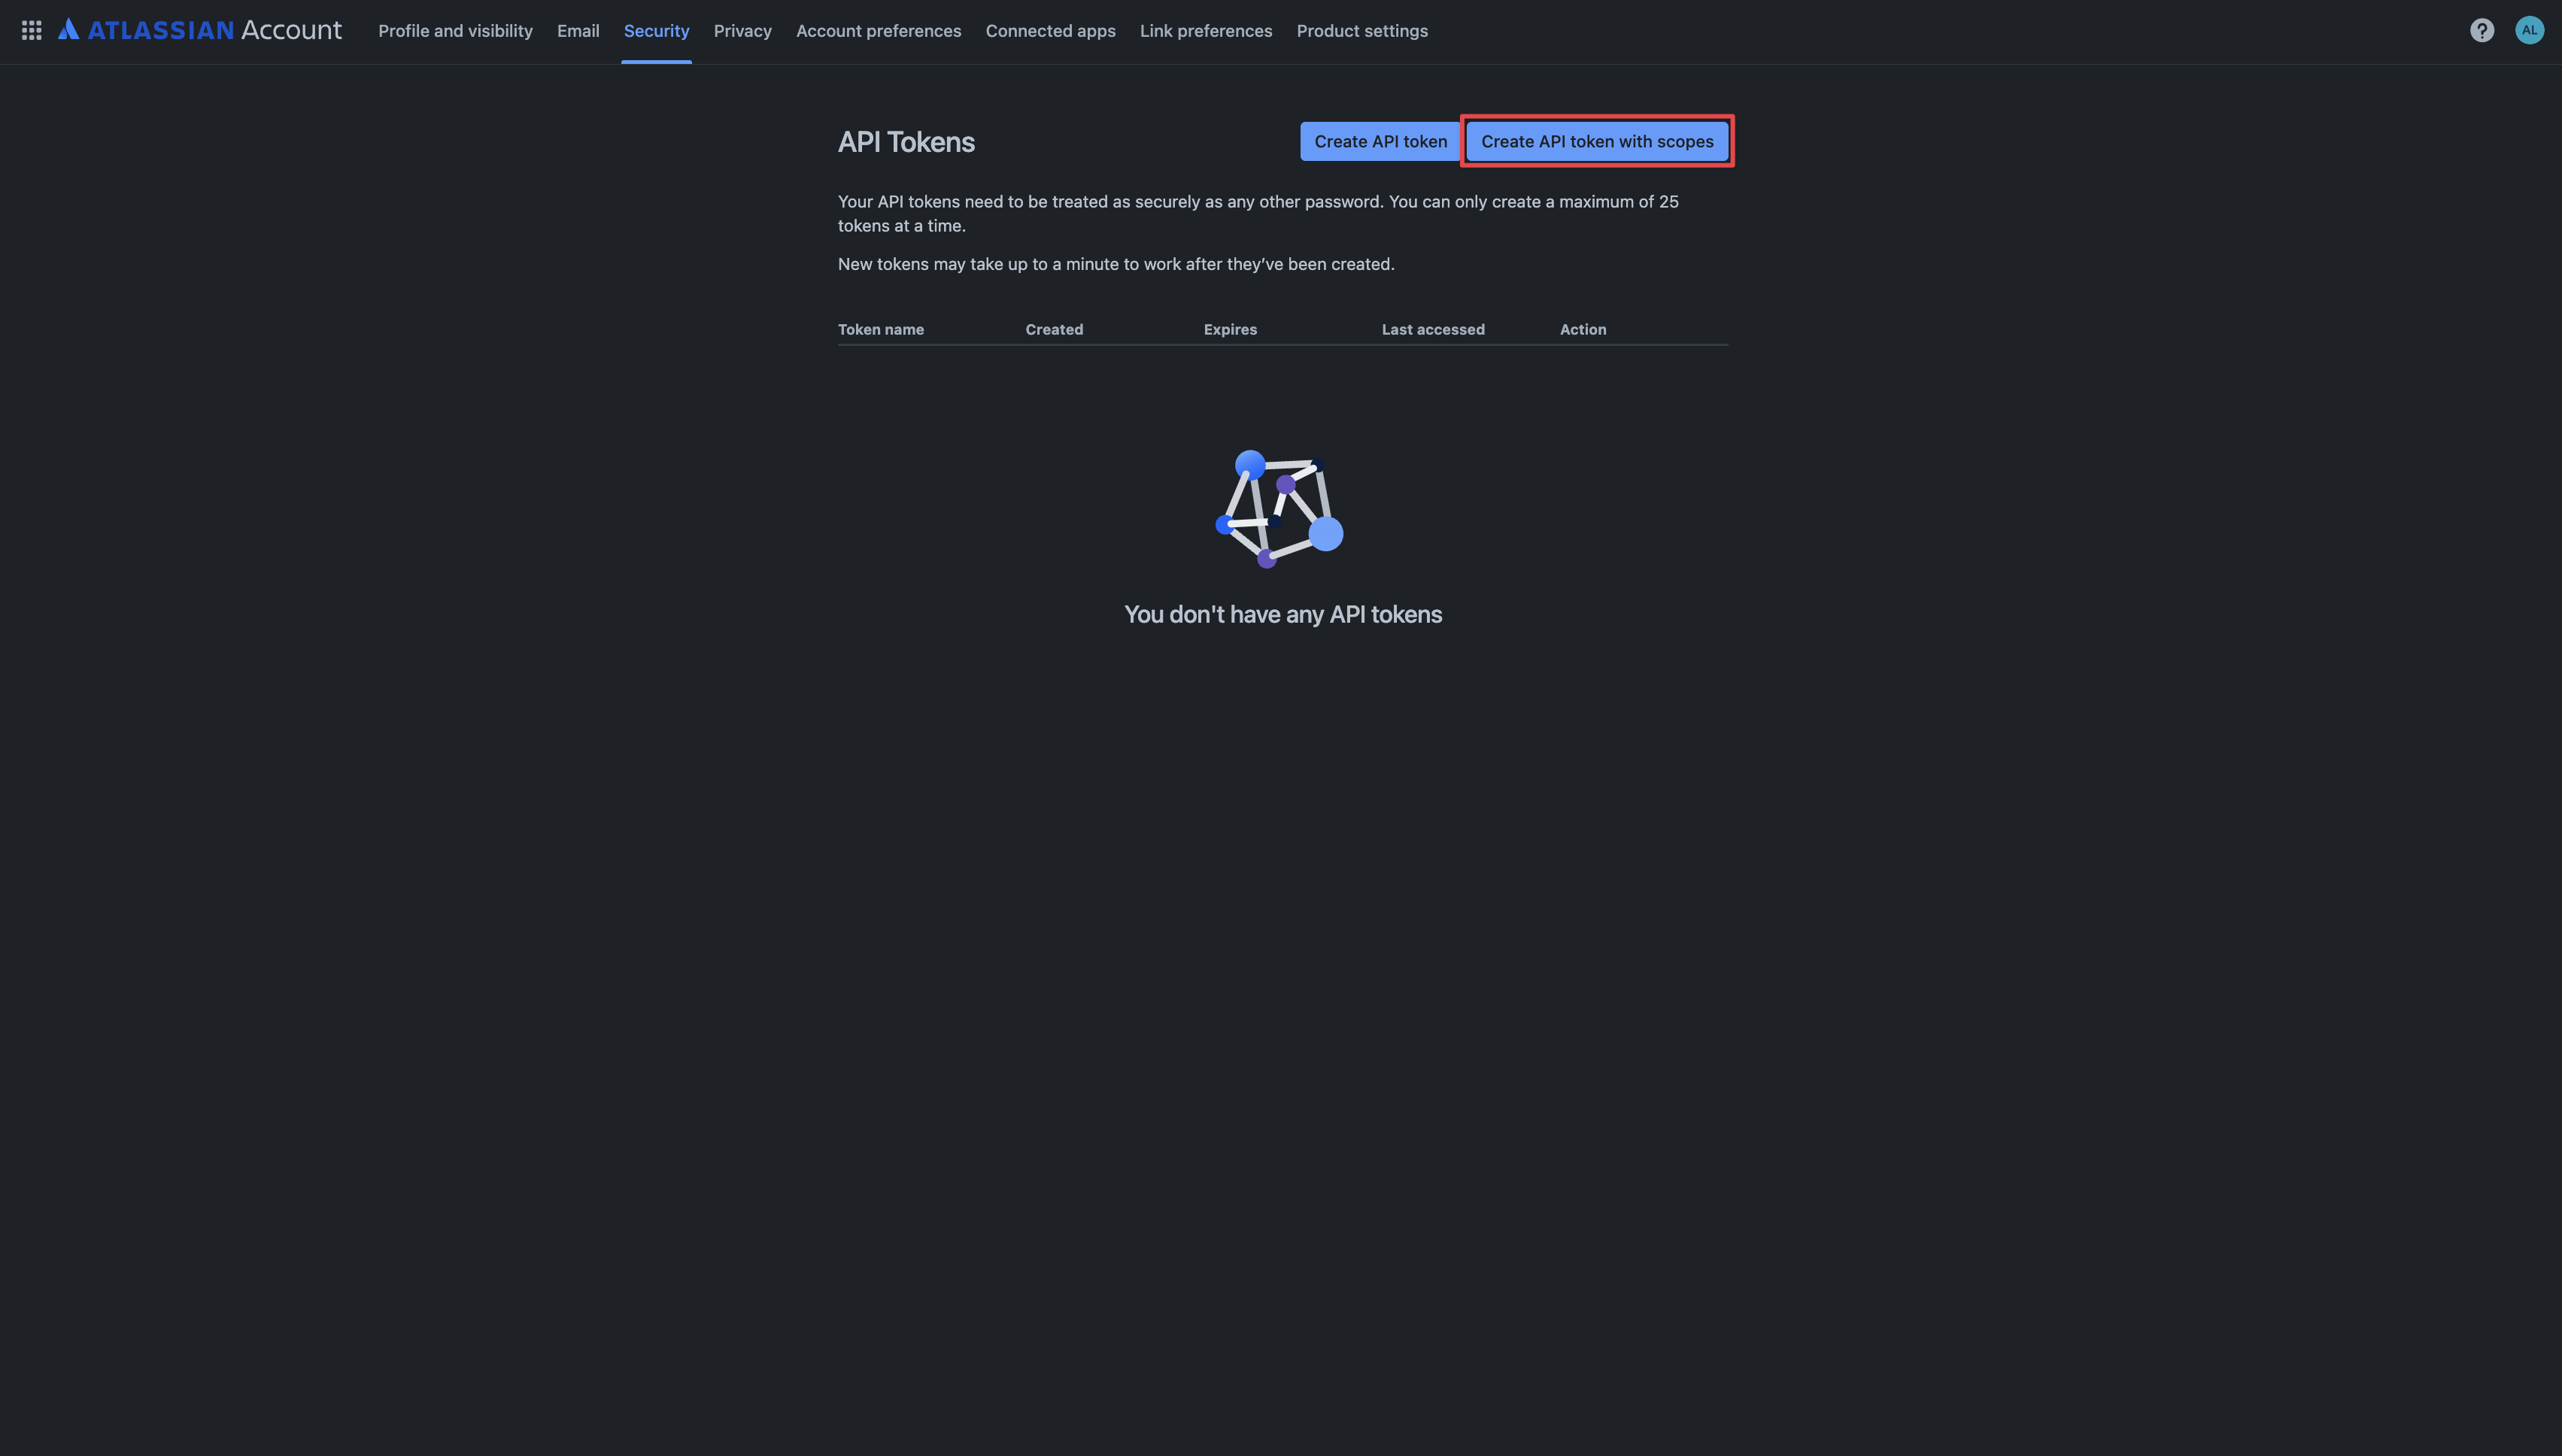 ATLASSIAN Account Profile and visibility Email Security Privacy Account preferences Connected apps Link preferences Product settings ? AL
API Tokens Create API token Create API token with scopes
Your API tokens need to be treated as securely as any other password. You can only create a maximum of 25
tokens at a time.
New tokens may take up to a minute to work after they’ve been created.
Token name Created Expires Last accessed Action
You don't have any API tokens